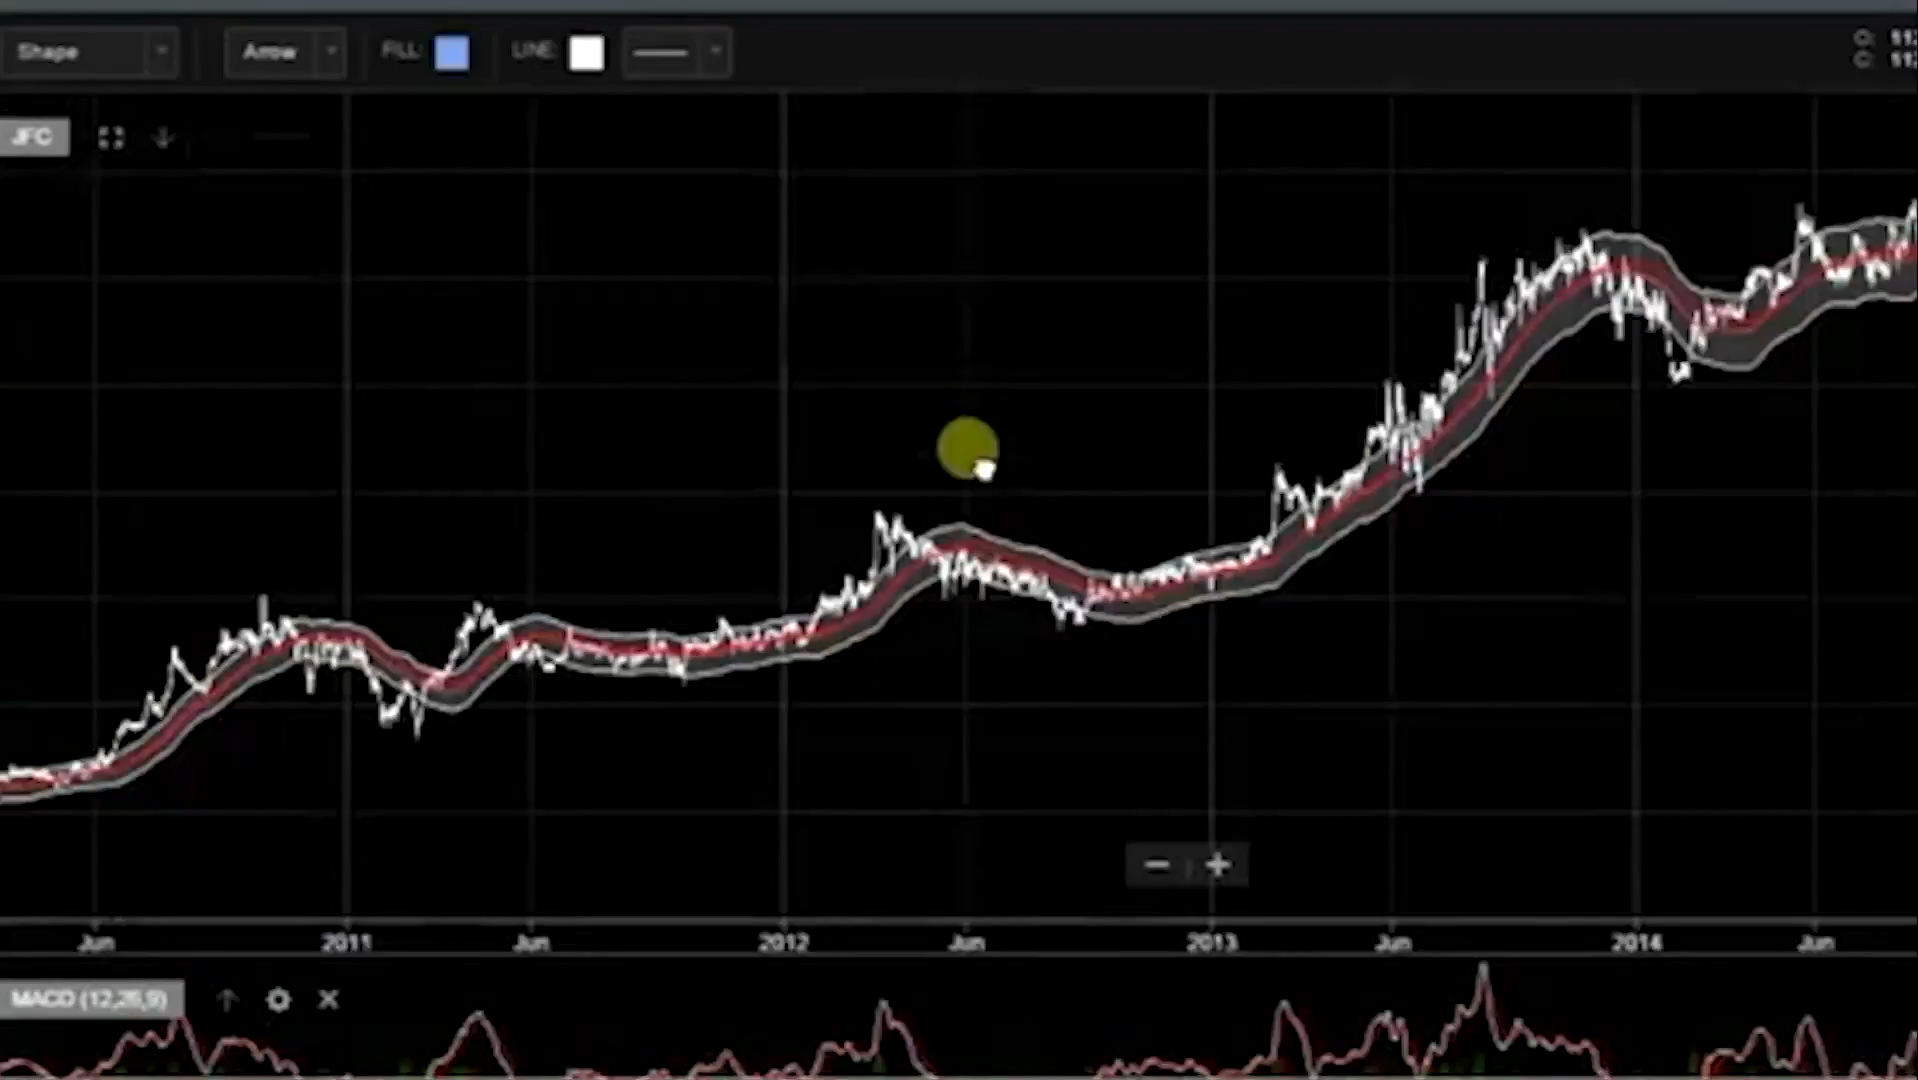 Shape Arrow FILL: LINE:
JFC
Jun 2011 Jun 2012 Jun 2013 Jun 2014 Jun
MACD (12,26,9)